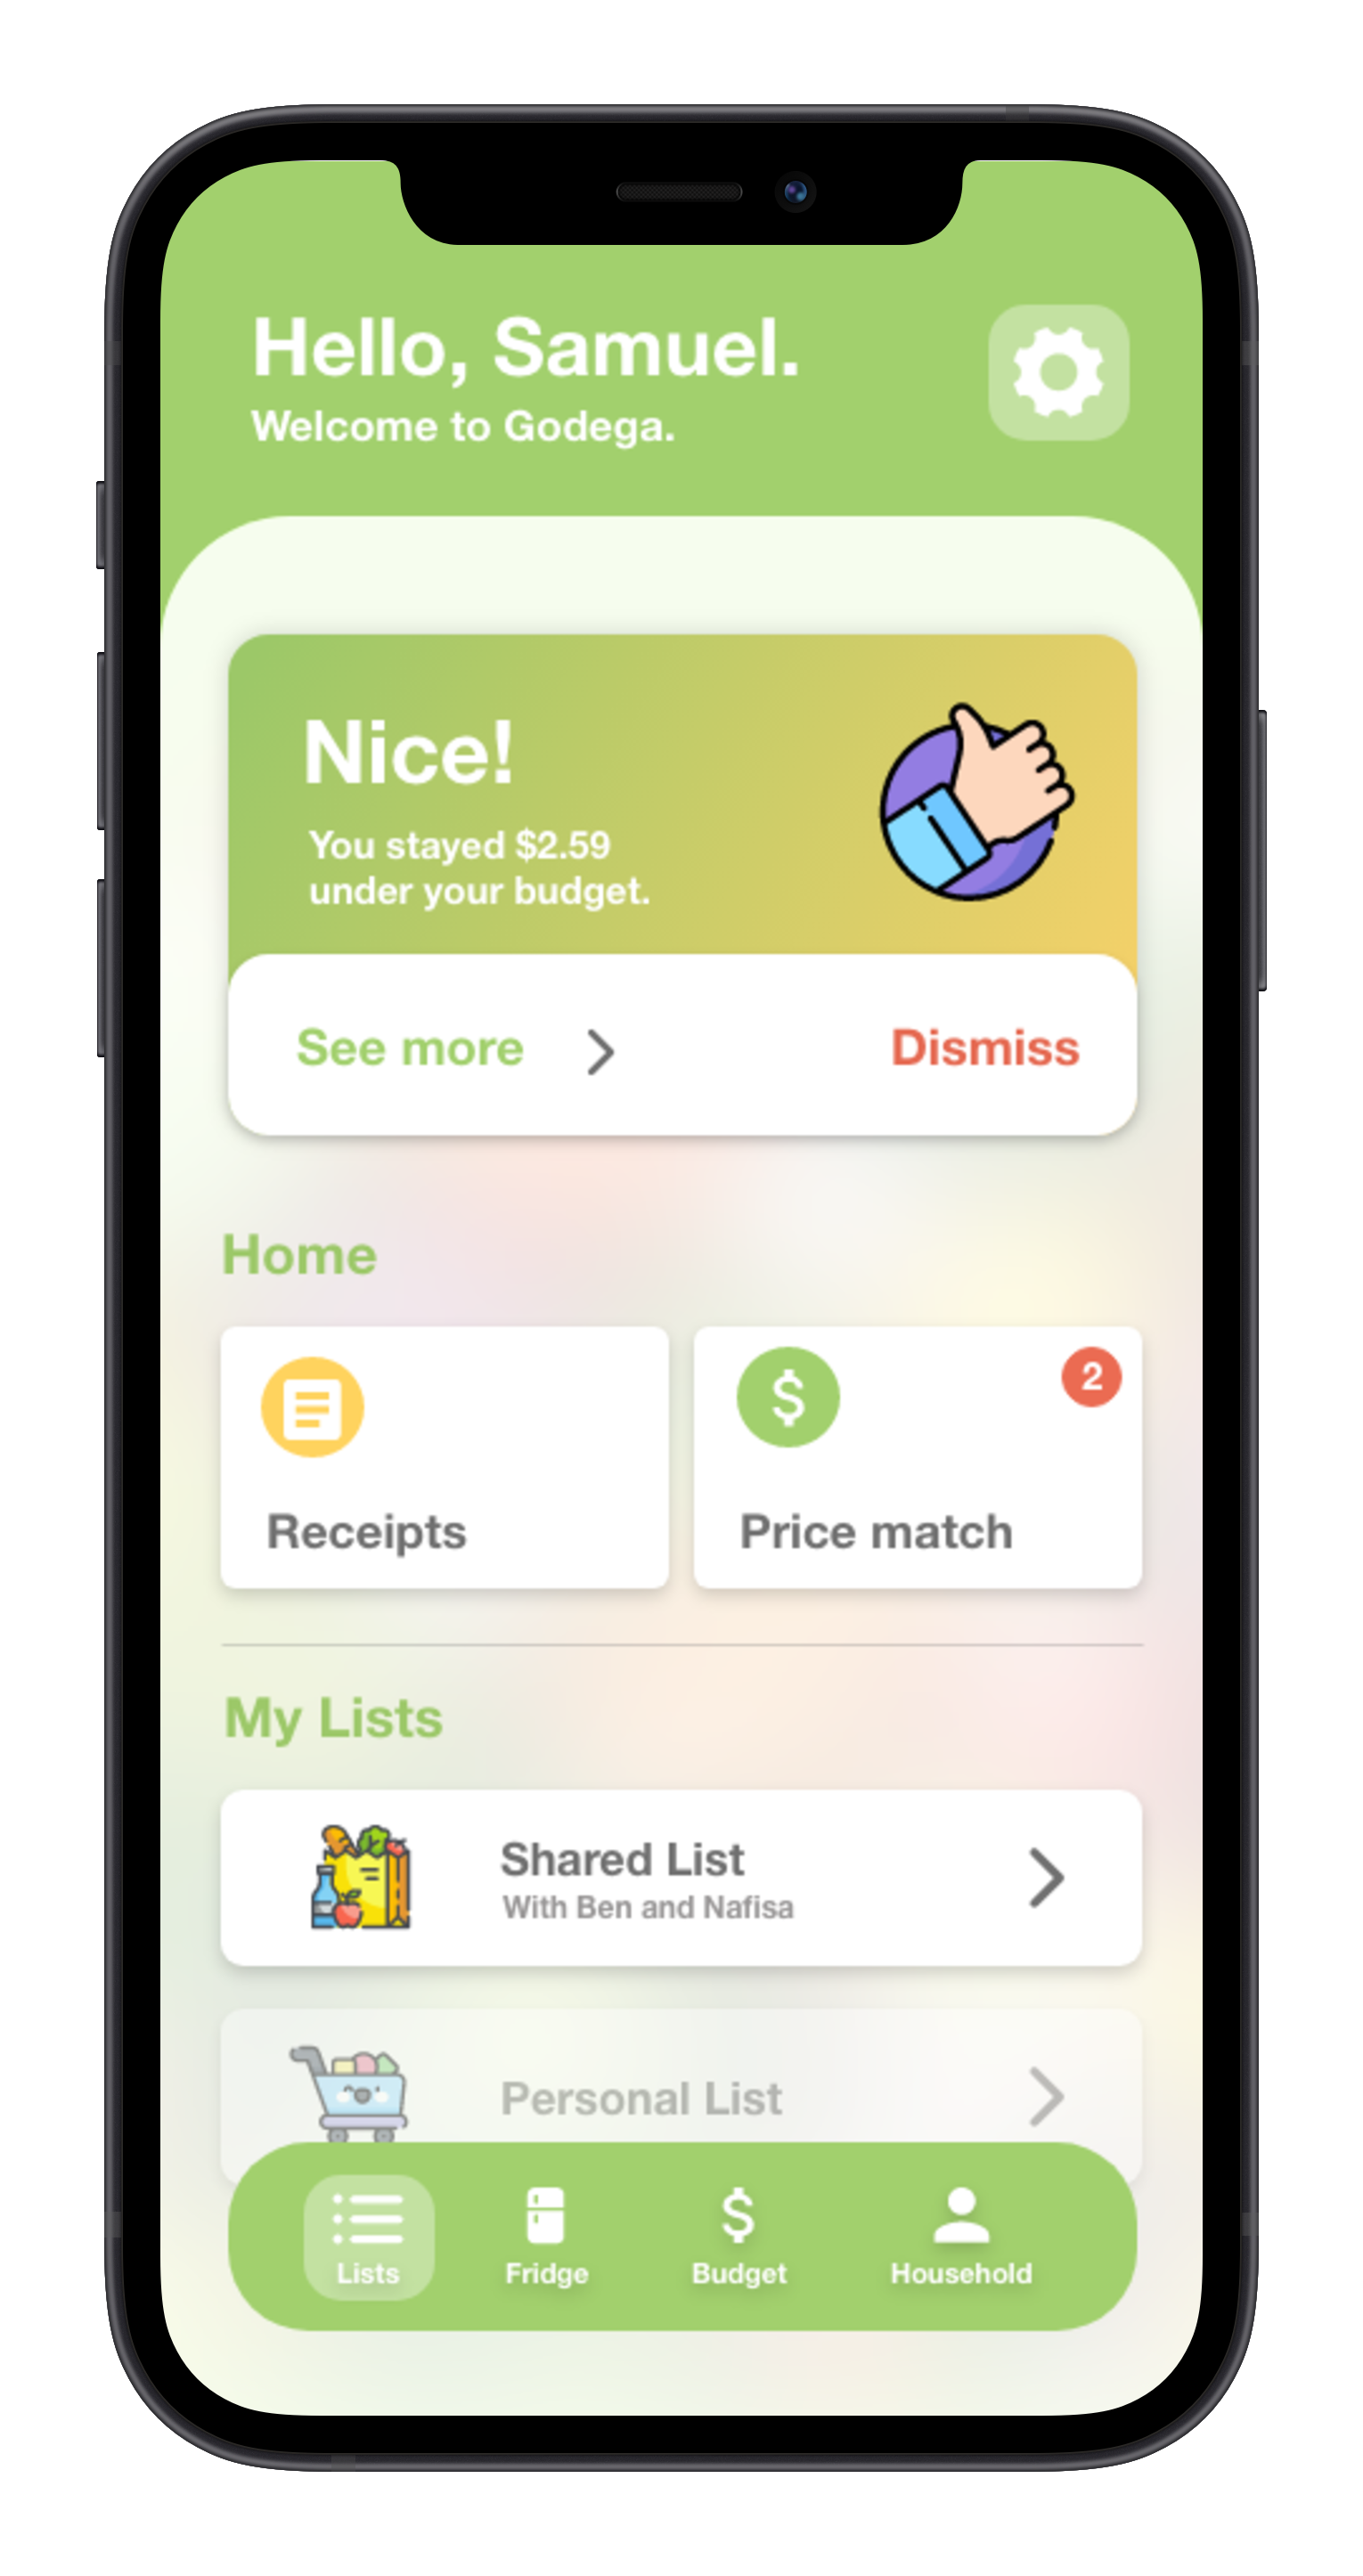 Hello, Samuel.
Welcome to Godega.
Nice!
You stayed $2.59
under your budget.
See more
Dismiss
Home
$
2
Receipts
Price match
My Lists
Shared List
With Ben and Nafisa
Personal List
$
Lists
Fridge
Budget
Household